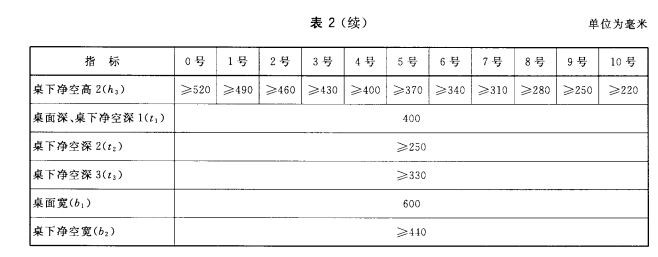 表 2(续)
单位为毫米
指 标 0号 1号 2号 3号 4号 5号 6号 7号 8号 9号 10号
桌下净空高2(h₃) ≥520 ≥490 ≥460 ≥430 ≥400 ≥370 ≥340 ≥310 ≥280 ≥250 ≥220
桌面深、桌下净空深1(t₁) 400
桌下净空深2(t₂) ≥250
桌下净空深3(t₃) ≥330
桌面宽(b₁) 600
桌下净空宽(b₂) ≥440